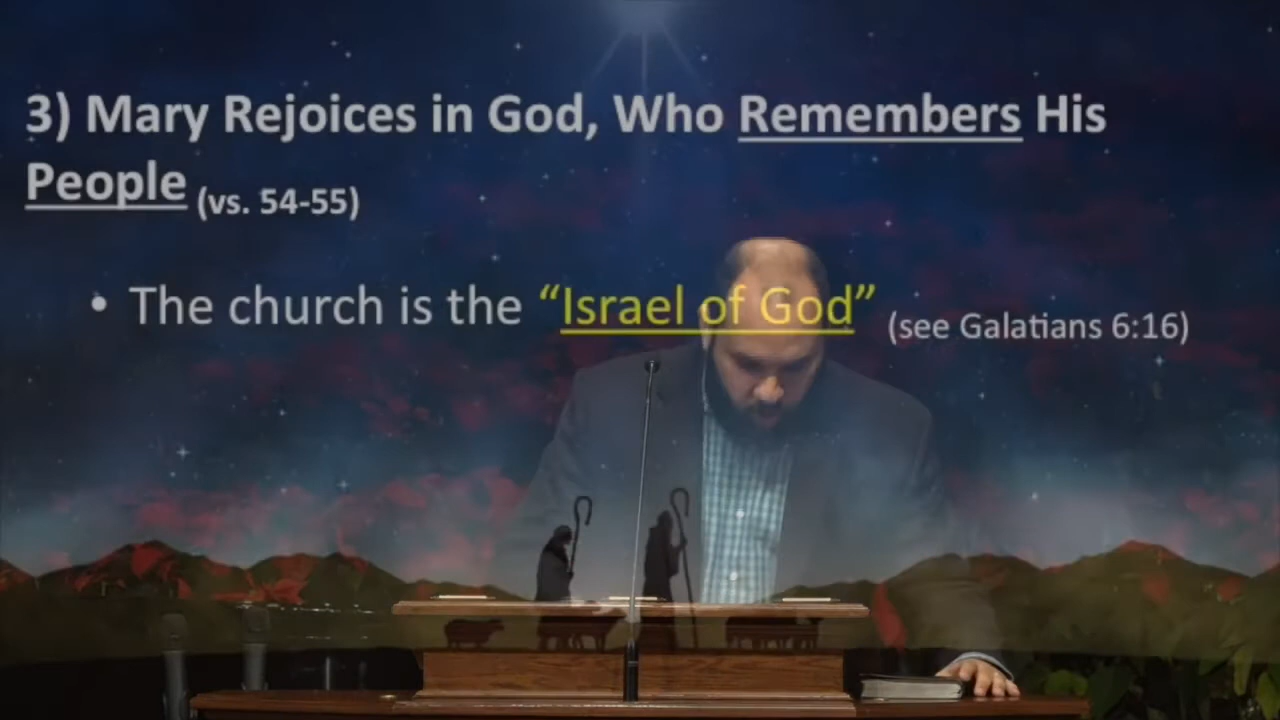 3) Mary Rejoices in God, Who Remembers His
People (vs. 54-55)
• The church is the “Israel of God” (see Galatians 6:16)